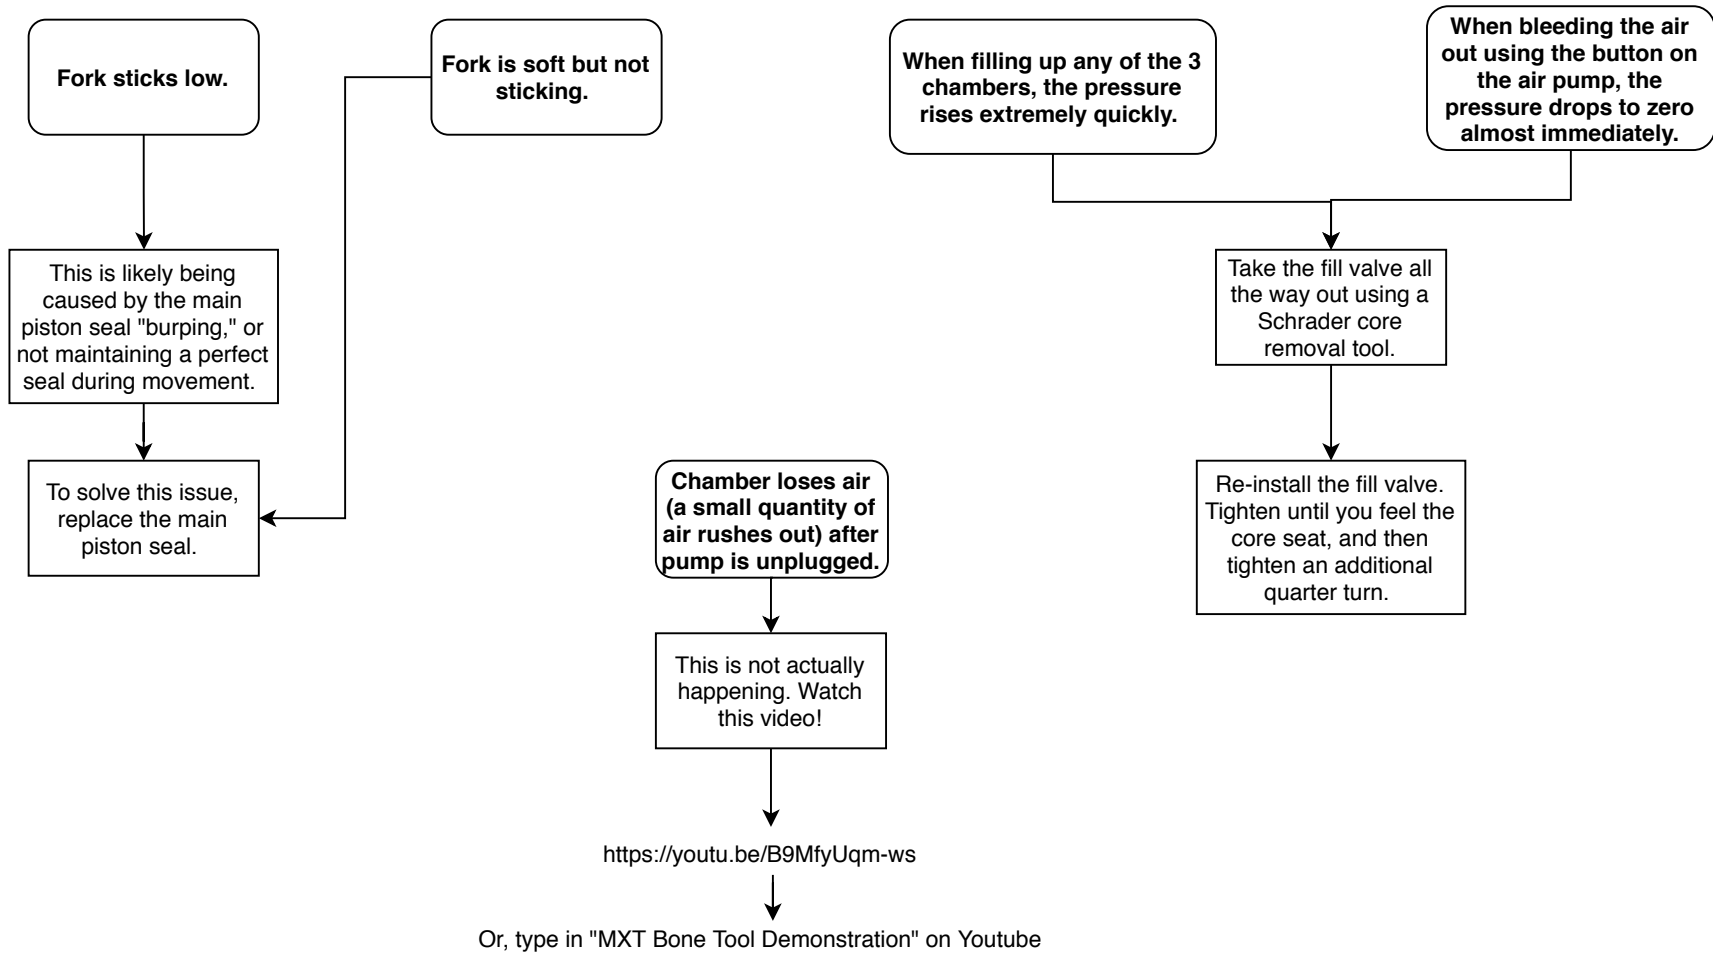 Fork sticks low.
Fork is soft but not
sticking.
When filling up any of the 3
chambers, the pressure
rises extremely quickly.
When bleeding the air
out using the button on
the air pump, the
pressure drops to zero
almost immediately.
This is likely being
caused by the main
piston seal "burping," or
not maintaining a perfect
seal during movement.
Take the fill valve all
the way out using a
Schrader core
removal tool.
To solve this issue,
replace the main
piston seal.
Chamber loses air
(a small quantity of
air rushes out) after
pump is unplugged.
Re-install the fill valve.
Tighten until you feel the
core seat, and then
tighten an additional
quarter turn.
This is not actually
happening. Watch
this video!
https://youtu.be/B9MfyUqm-ws
Or, type in "MXT Bone Tool Demonstration" on Youtube